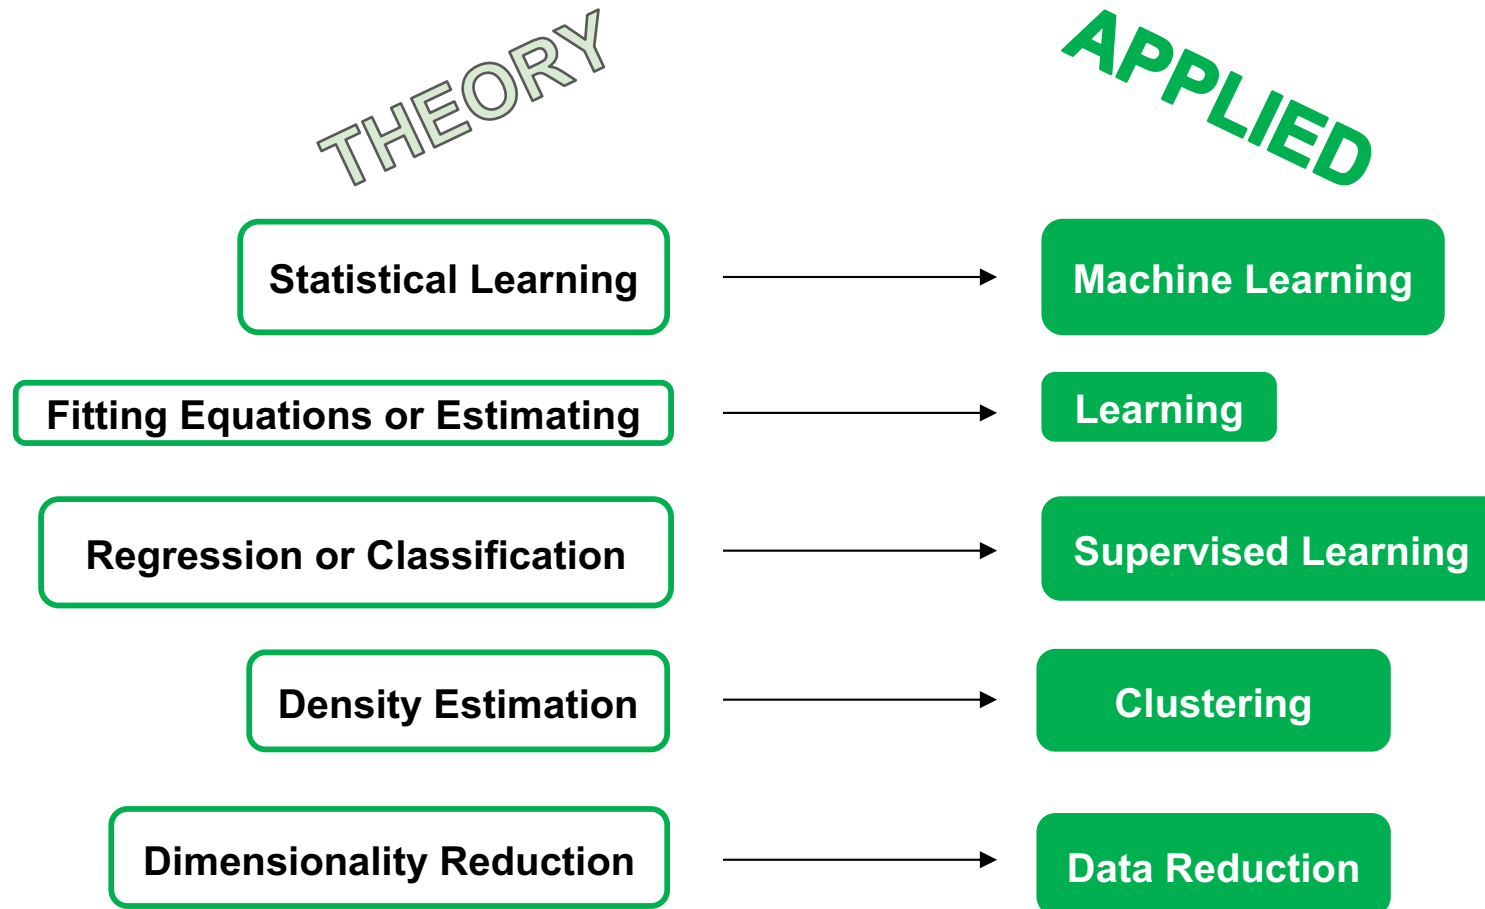 THEORY
APPLIED
Statistical Learning
Machine Learning
Fitting Equations or Estimating
Learning
Regression or Classification
Supervised Learning
Density Estimation
Clustering
Dimensionality Reduction
Data Reduction